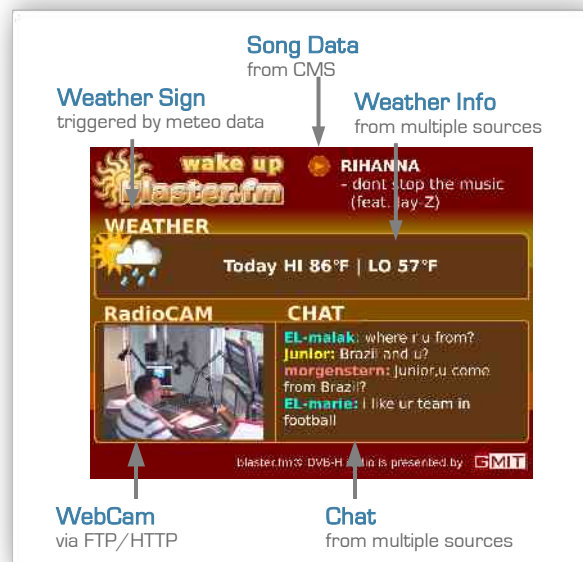 Song Data
from CMS
Weather Sign
triggered by meteo data
Weather Info
from multiple sources
wake up
blaster.fm
RIHANNA
- dont stop the music
(feat. Jay-Z)
WEATHER
Today HI 86°F | LO 57°F
RadioCAM
CHAT
EL-malak: where r u from?
Junior: Brazil and u?
morgenstern: Junior,u come
from Brazil?
EL-marie: i like ur team in
football
blaster.fm® DVB-H is presented by GMIT
WebCam
via FTP/HTTP
Chat
from multiple sources